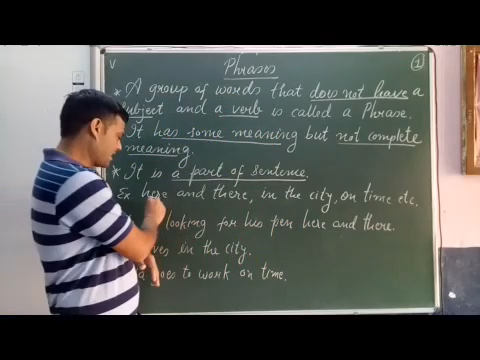 V
Phrases
1
* A group of words that does not have a
subject and a verb is called a Phrase.
It has some meaning but not complete
meaning.
* It is a part of sentence.
Ex here and there, in the city, on time etc.
looking for his pen here and there.
in the city.
to work on time.